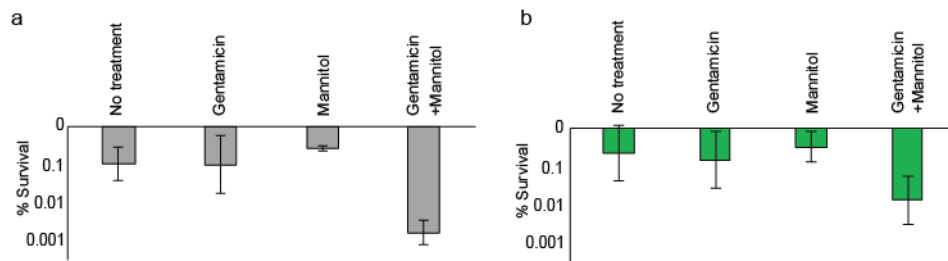 a
No treatment
Gentamicin
Mannitol
Gentamicin
+Mannitol
% Survival
0
0.1
0.01
0.001
b
No treatment
Gentamicin
Mannitol
Gentamicin
+Mannitol
% Survival
0
0.1
0.01
0.001